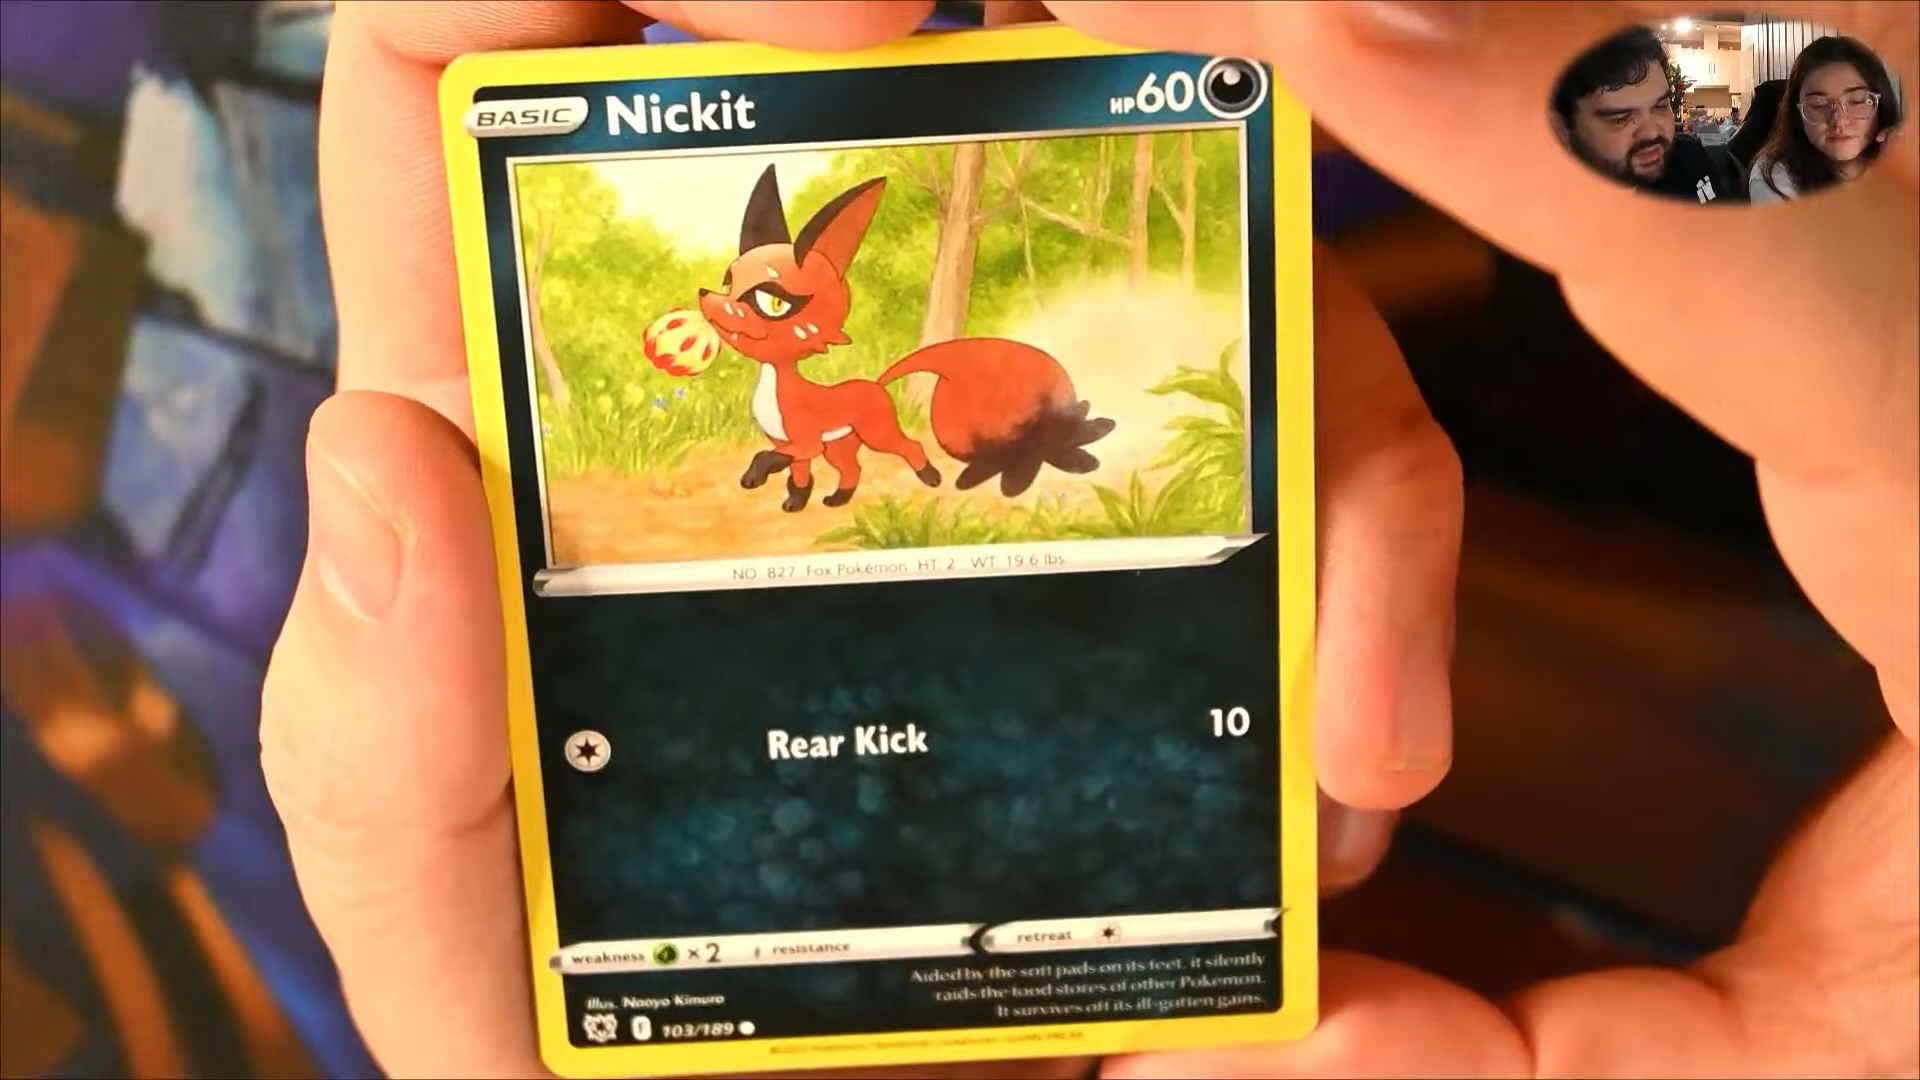 BASIC Nickit HP60
NO. 827 Fox Pokémon HT. 2 WT. 19.6 lbs.
Rear Kick 10
weakness ×2 resistance retreat
Aided by the soft pads on its feet, it silently
raids the food stores of other Pokémon.
It survives off its ill-gotten gains.
Illus. Naoyo Kimura
103/189